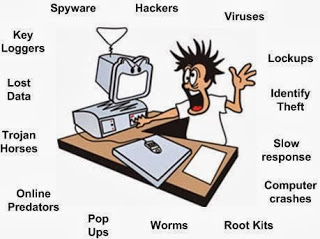 Spyware
Hackers
Viruses
Key
Loggers
Lockups
Lost
Data
Identify
Theft
Trojan
Horses
Slow
response
Online
Predators
Computer
crashes
Pop
Ups
Worms
Root Kits